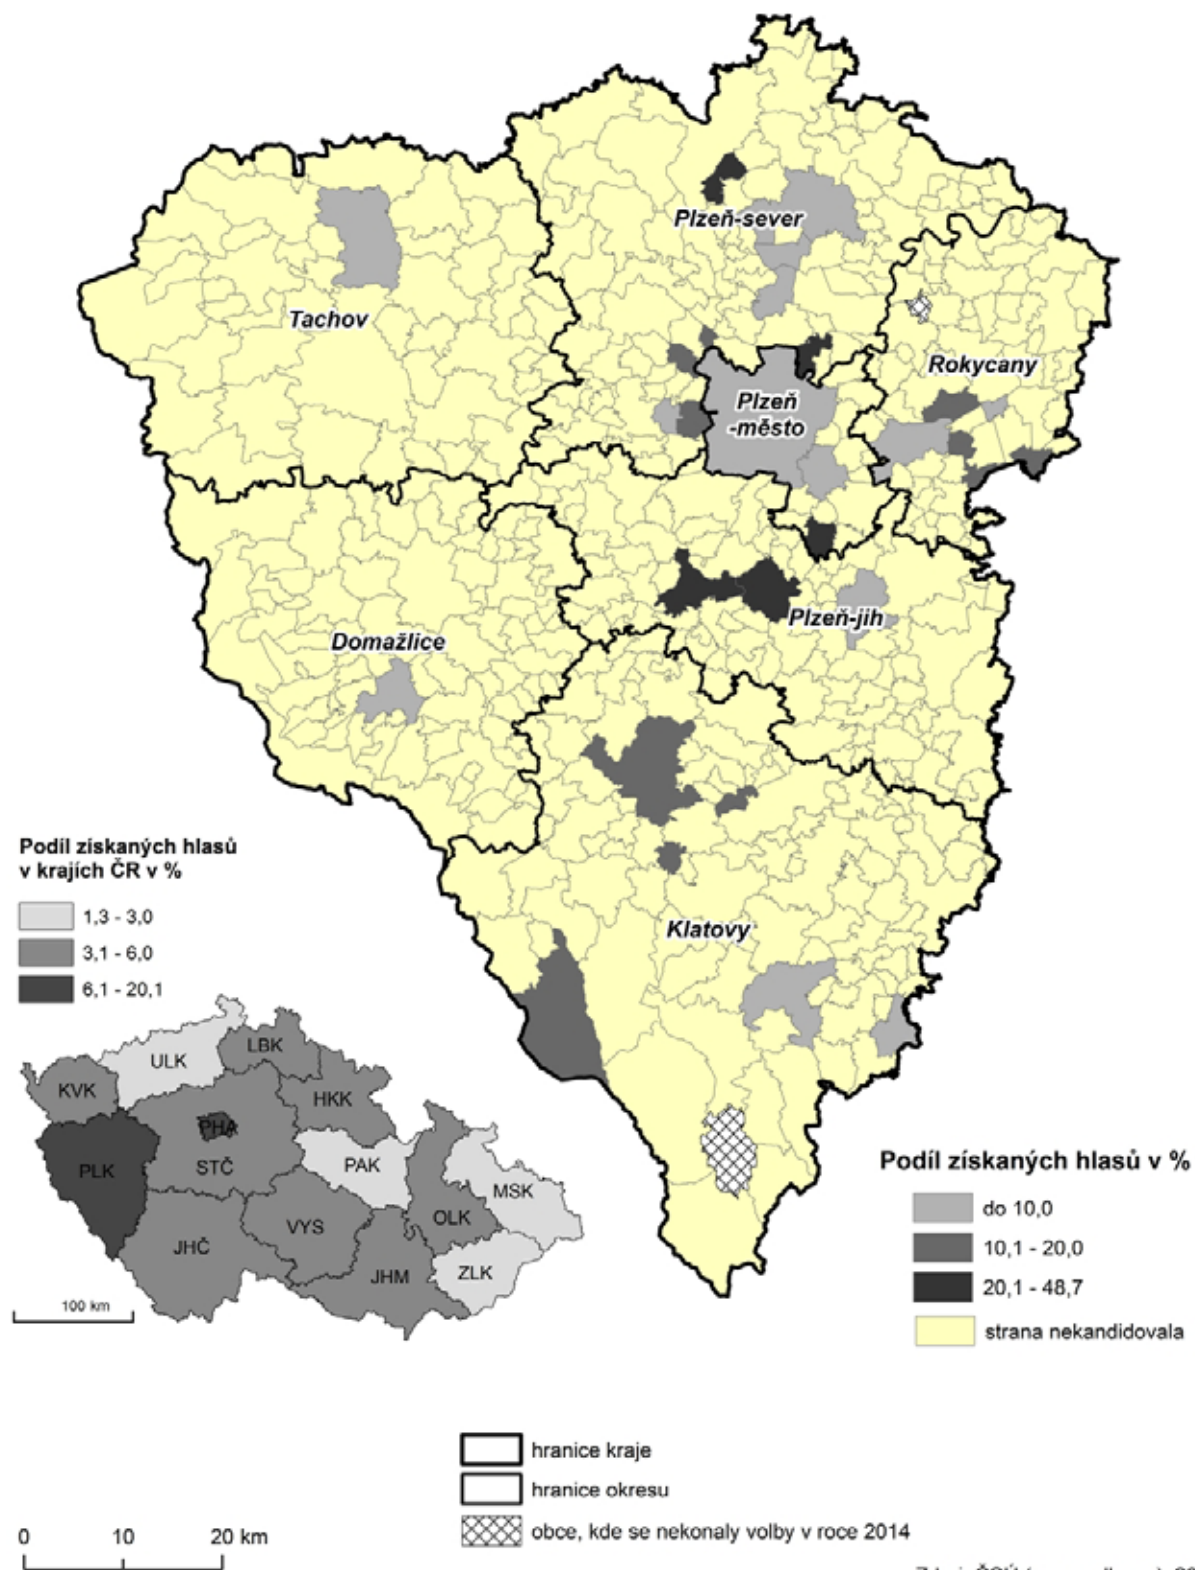 Plzeň-sever
Tachov
Rokycany
Plzeň
-město
Plzeň-jih
Domažlice
Klatovy
Podíl získaných hlasů
v krajích ČR v %
1,3 - 3,0
3,1 - 6,0
6,1 - 20,1
ULK
LBK
KVK
HKK
PHA
PAK
PLK
STČ
MSK
OLK
VYS
JHČ
ZLK
JHM
100 km
Podíl získaných hlasů v %
do 10,0
10,1 - 20,0
20,1 - 48,7
strana nekandidovala
hranice kraje
hranice okresu
obce, kde se nekonaly volby v roce 2014
0 10 20 km